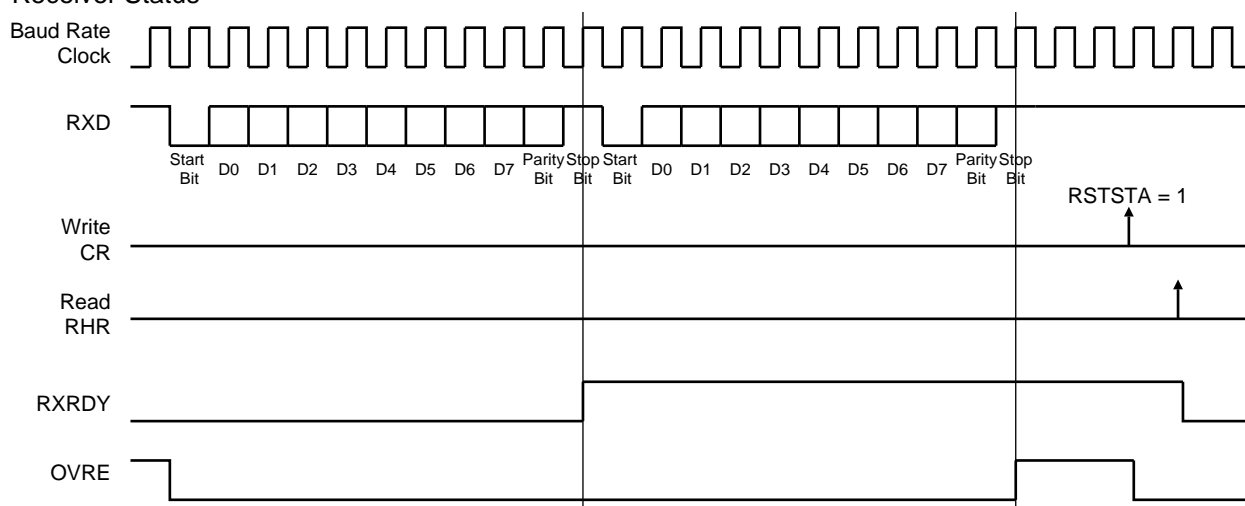 Receiver Status
Baud Rate
Clock
RXD
Start
Bit
D0
D1
D2
D3
D4
D5
D6
D7
Parity
Bit
Stop
Bit
Start
Bit
D0
D1
D2
D3
D4
D5
D6
D7
Parity
Bit
Stop
Bit
RSTSTA = 1
Write
CR
Read
RHR
RXRDY
OVRE